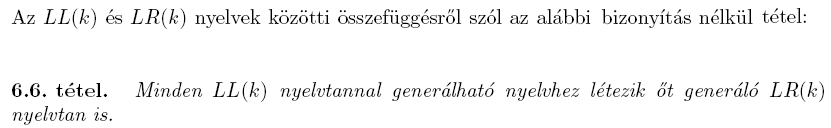 Az LL(k) és LR(k) nyelvek közötti összefüggésről szól az alábbi bizonyítás nélkül tétel:
6.6. tétel. Minden LL(k) nyelvtannal generálható nyelvhez létezik őt generáló LR(k)
nyelvtan is.